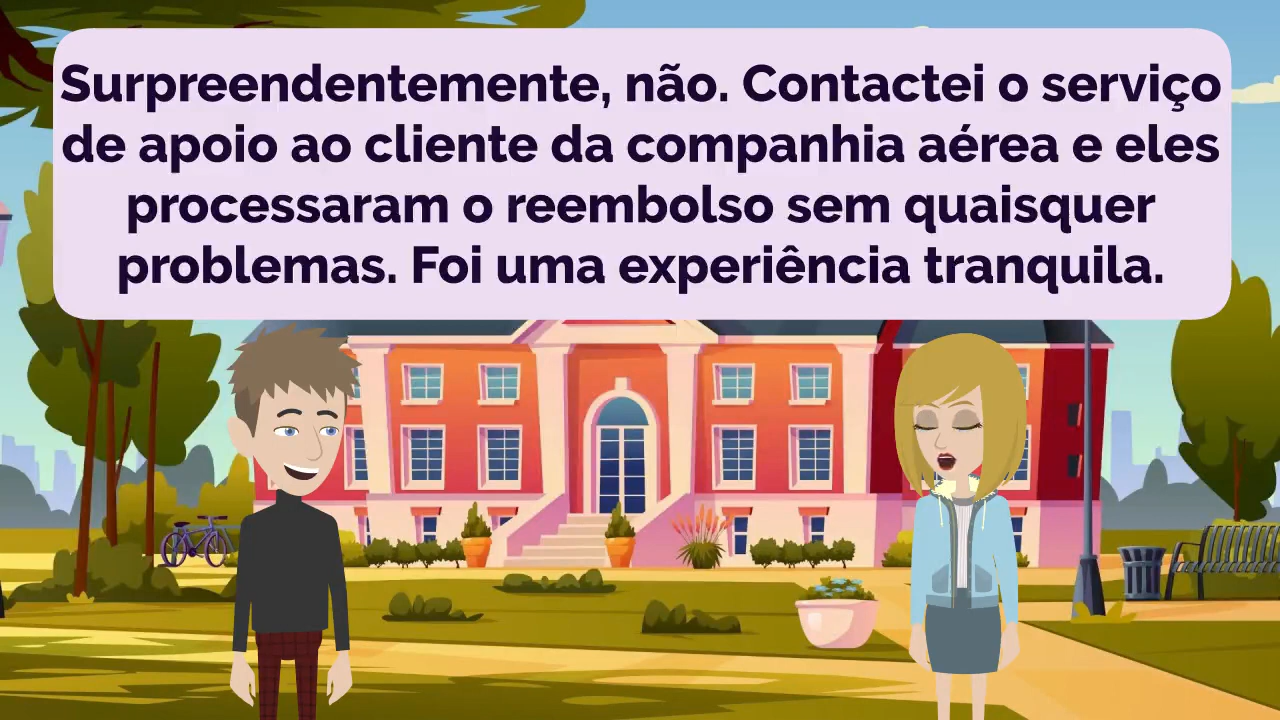 Surpreendentemente, não. Contactei o serviço
de apoio ao cliente da companhia aérea e eles
processaram o reembolso sem quaisquer
problemas. Foi uma experiência tranquila.